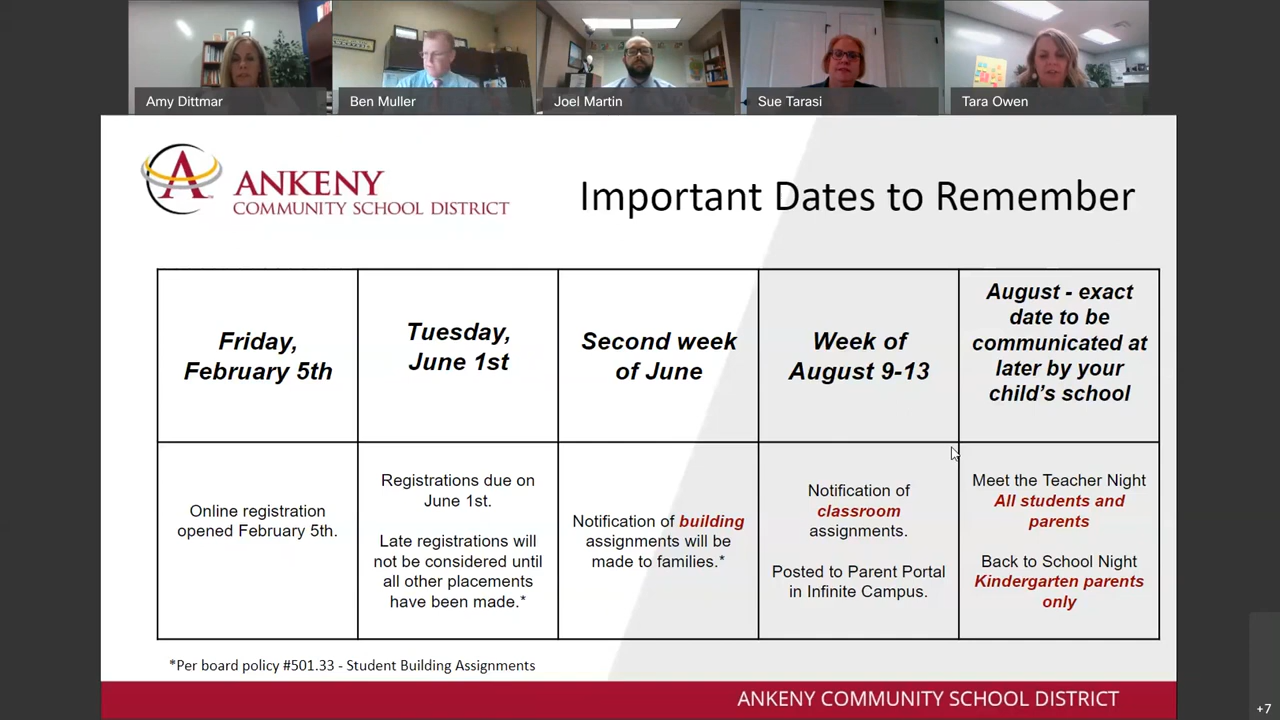 Amy Dittmar
Ben Muller
Joel Martin
Sue Tarasi
Tara Owen
A
ANKENY
COMMUNITY SCHOOL DISTRICT
Important Dates to Remember
Friday,
February 5th
Tuesday,
June 1st
Second week
of June
Week of
August 9-13
August - exact
date to be
communicated at
later by your
child's school
Online registration
opened February 5th.
Registrations due on
June 1st.
Late registrations will
not be considered until
all other placements
have been made.*
Notification of building
assignments will be
made to families.*
Notification of
classroom
assignments.
Posted to Parent Portal
in Infinite Campus.
Meet the Teacher Night
All students and
parents
Back to School Night
Kindergarten parents
only
*Per board policy #501.33 - Student Building Assignments
ANKENY COMMUNITY SCHOOL DISTRICT
+7